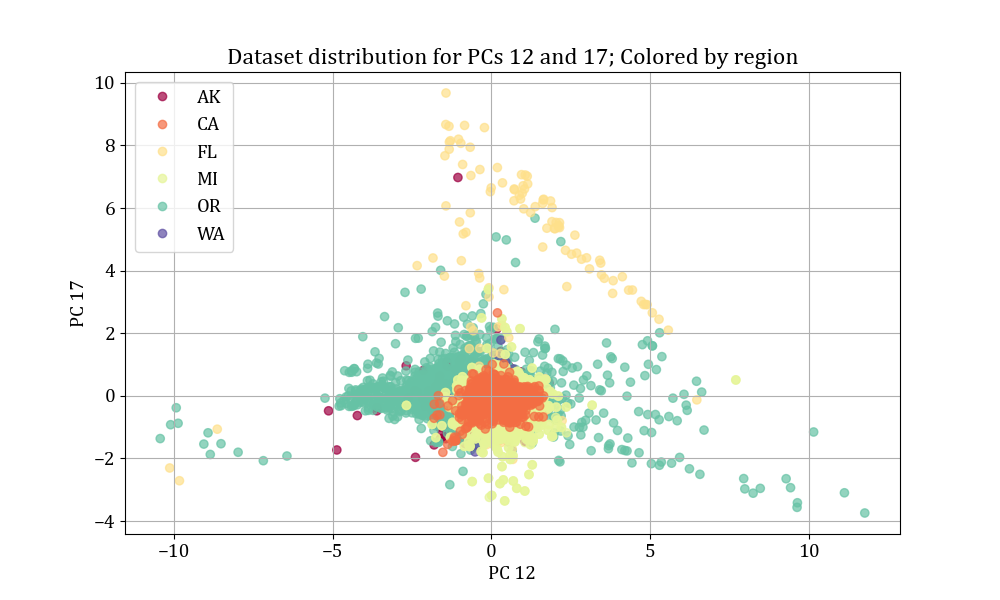 Dataset distribution for PCs 12 and 17; Colored by region
10
8
6
4
2
0
−2
−4
PC 17
AK
CA
FL
MI
OR
WA
−10
−5
0
5
10
PC 12